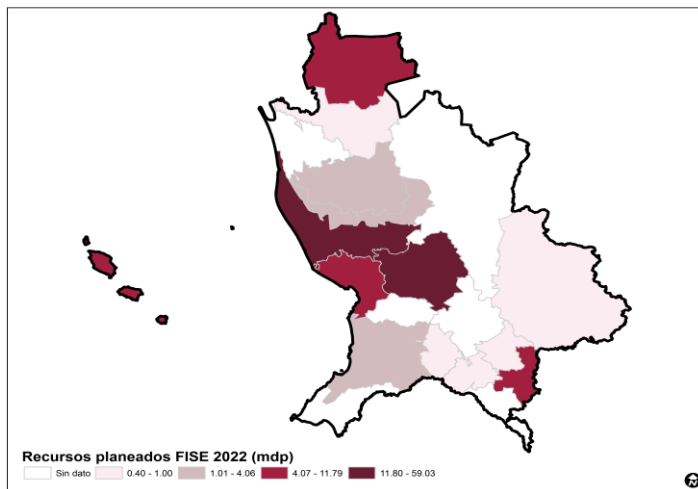 Recursos planeados FISE 2022 (mdp)
Sin dato 0.40 - 1.00 1.01 - 4.06 4.07 - 11.79 11.80 - 59.03